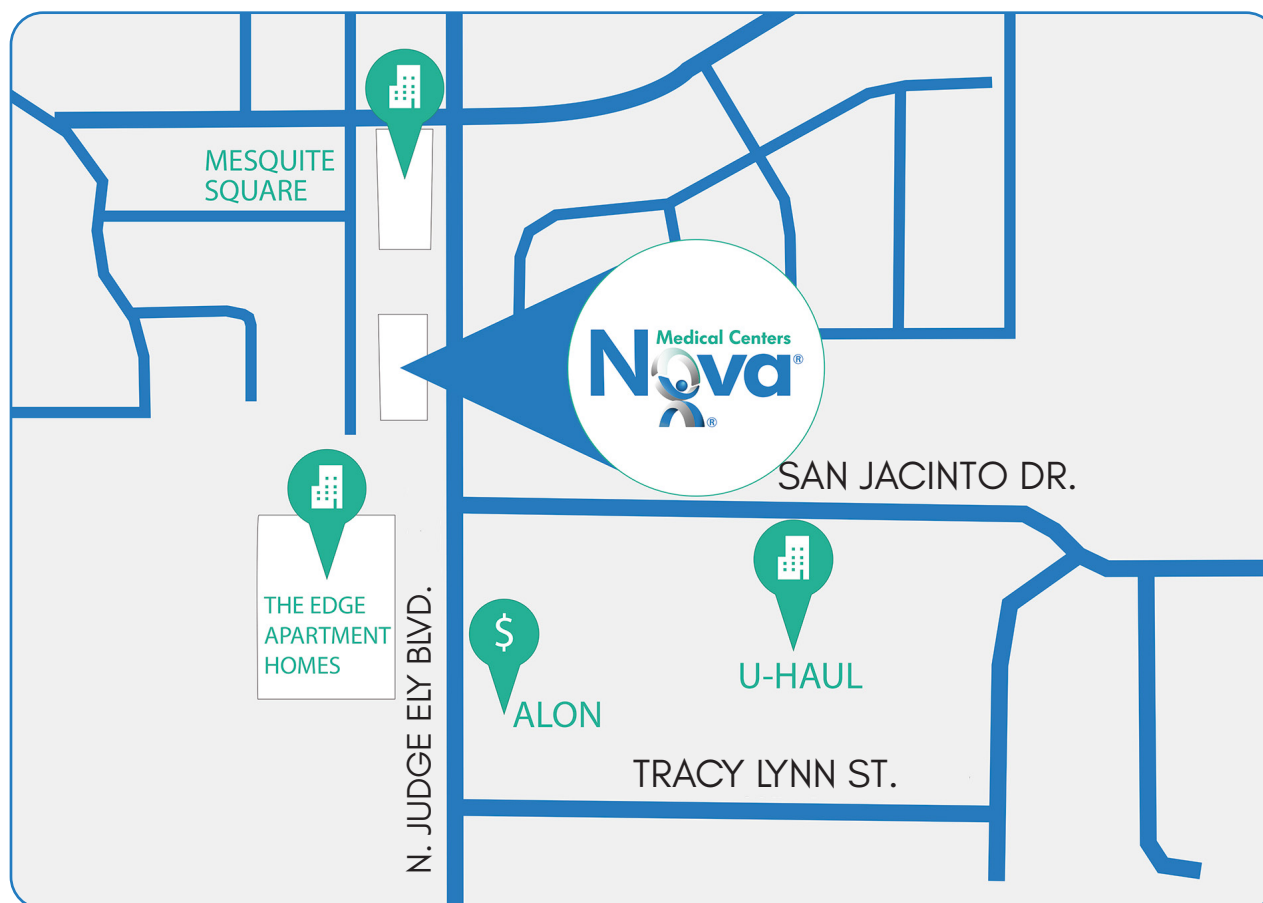 MESQUITE
SQUARE
Medical Centers
Nova®
®
SAN JACINTO DR.
THE EDGE
APARTMENT
HOMES
N. JUDGE ELY BLVD.
$
ALON
U-HAUL
TRACY LYNN ST.